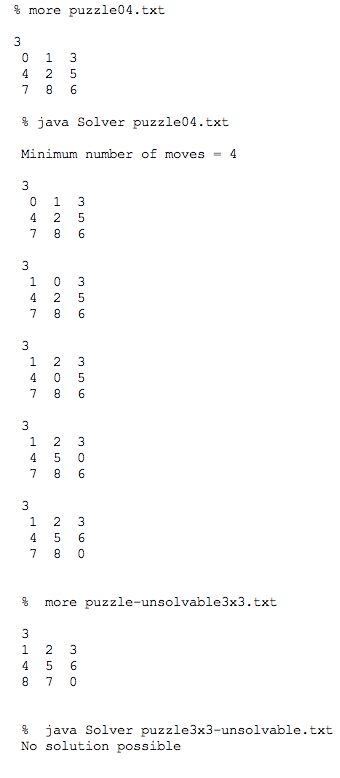 % more puzzle04.txt
3
0 1 3
4 2 5
7 8 6
% java Solver puzzle04.txt
Minimum number of moves = 4
3
0 1 3
4 2 5
7 8 6
3
1 0 3
4 2 5
7 8 6
3
1 2 3
4 0 5
7 8 6
3
1 2 3
4 5 0
7 8 6
3
1 2 3
4 5 6
7 8 0
% more puzzle-unsolvable3x3.txt
3
1 2 3
4 5 6
8 7 0
% java Solver puzzle3x3-unsolvable.txt
No solution possible